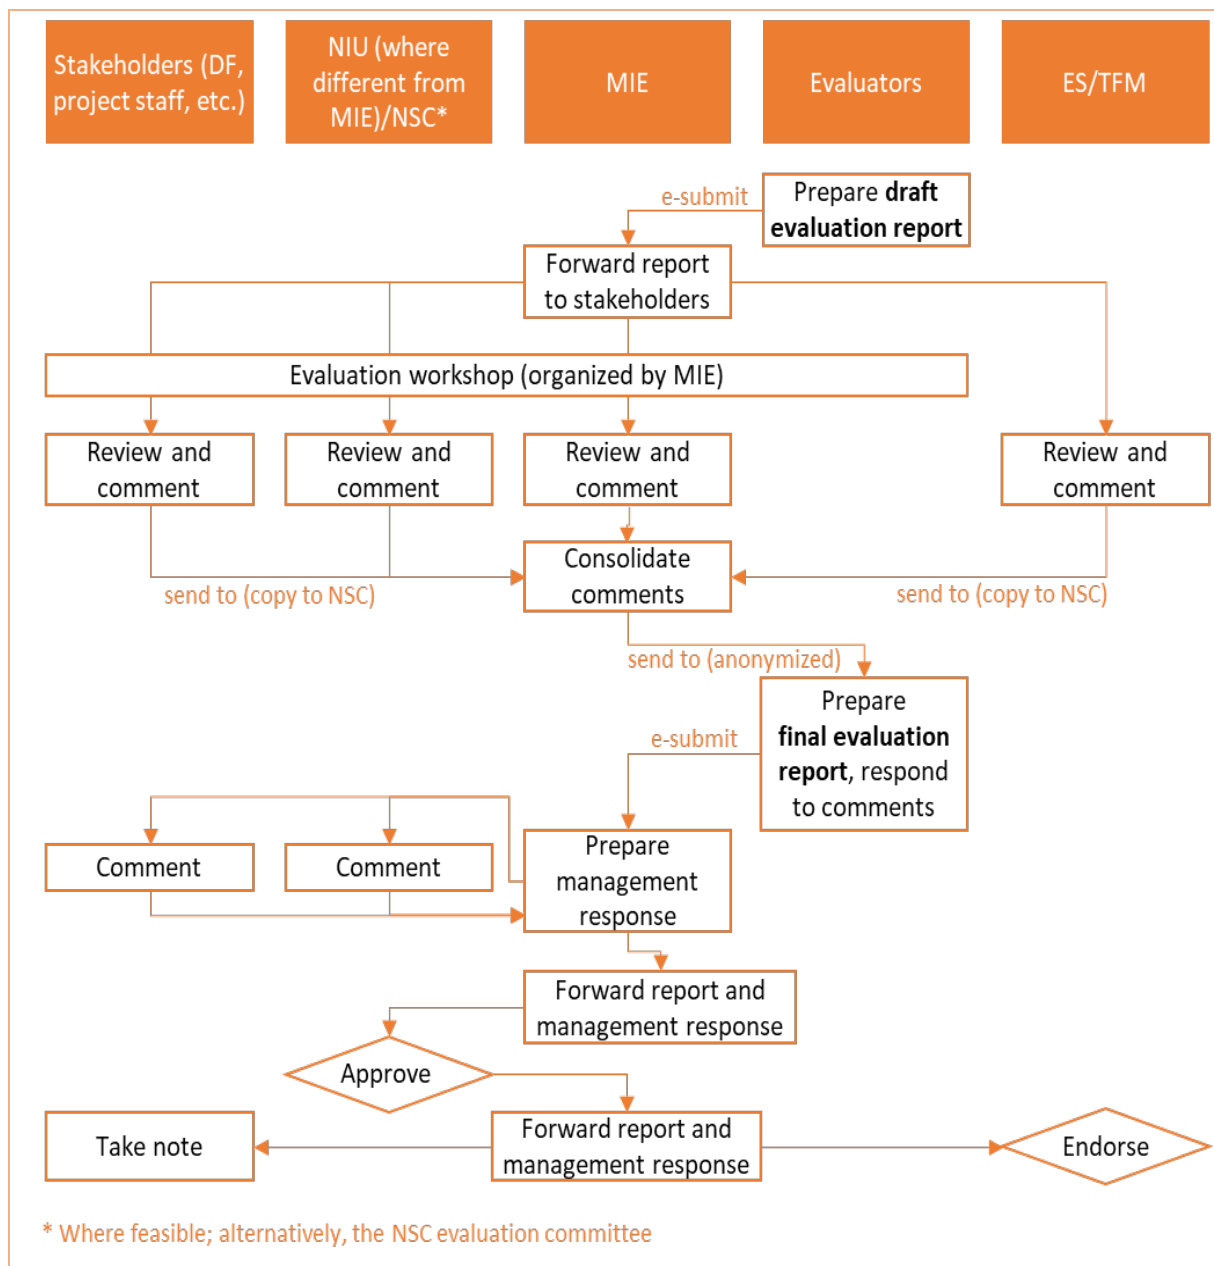 Stakeholders (DF,
project staff, etc.)
NIU (where
different from
MIE)/NSC*
MIE
Evaluators
ES/TFM
e-submit
Prepare draft
evaluation report
Forward report
to stakeholders
Evaluation workshop (organized by MIE)
Review and
comment
Review and
comment
Review and
comment
Review and
comment
Consolidate
comments
send to (copy to NSC)
send to (copy to NSC)
send to (anonymized)
Prepare
final evaluation
report, respond
to comments
e-submit
Comment
Comment
Prepare
management
response
Forward report and
management response
Approve
Take note
Forward report and
management response
Endorse
* Where feasible; alternatively, the NSC evaluation committee